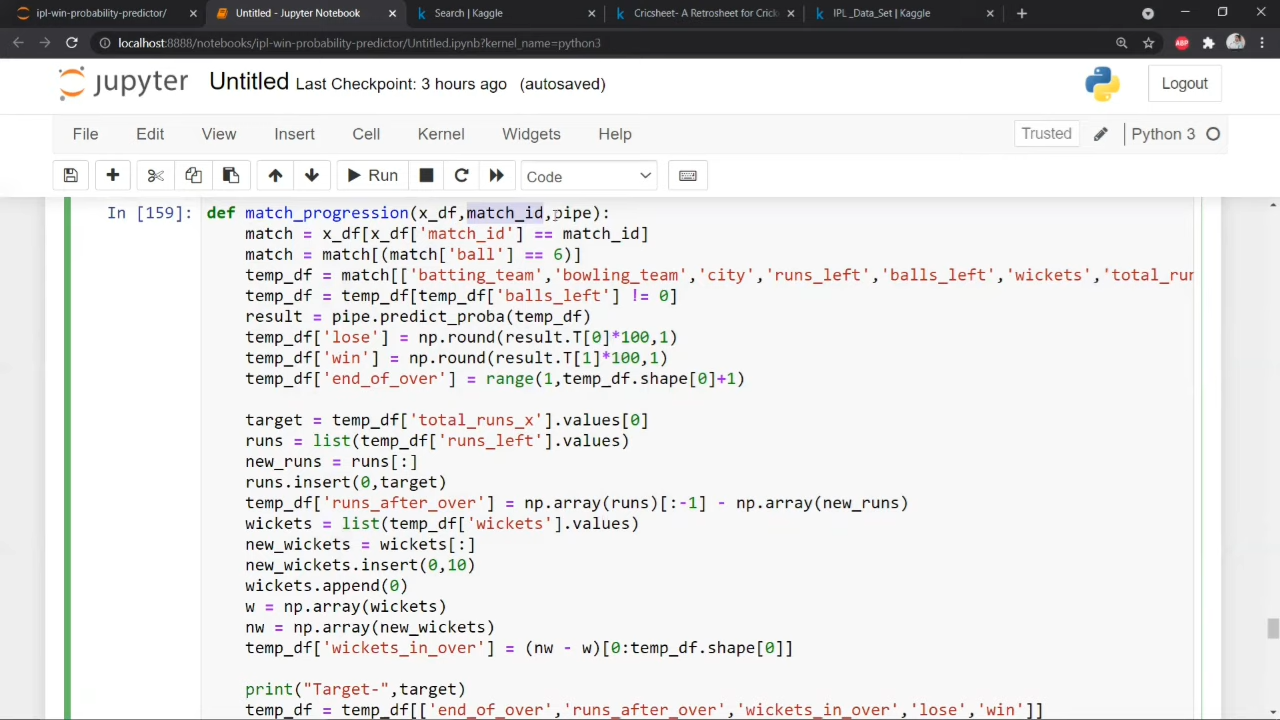 ipl-win-probability-predictor/
Untitled - Jupyter Notebook
Search | Kaggle
Cricsheet- A Retrosheet for Crick
IPL _Data_Set | Kaggle
localhost:8888/notebooks/ipl-win-probability-predictor/Untitled.ipynb?kernel_name=python3
ABP
jupyter Untitled Last Checkpoint: 3 hours ago (autosaved)
Logout
File Edit View Insert Cell Kernel Widgets Help
Trusted
Python 3
Run
Code
In [159]: def match_progression(x_df,match_id,pipe):
match = x_df[x_df['match_id'] == match_id]
match = match[(match['ball'] == 6)]
temp_df = match[['batting_team','bowling_team','city','runs_left','balls_left','wickets','total_run
temp_df = temp_df[temp_df['balls_left'] != 0]
result = pipe.predict_proba(temp_df)
temp_df['lose'] = np.round(result.T[0]*100,1)
temp_df['win'] = np.round(result.T[1]*100,1)
temp_df['end_of_over'] = range(1,temp_df.shape[0]+1)
target = temp_df['total_runs_x'].values[0]
runs = list(temp_df['runs_left'].values)
new_runs = runs[:]
runs.insert(0,target)
temp_df['runs_after_over'] = np.array(runs)[:-1] - np.array(new_runs)
wickets = list(temp_df['wickets'].values)
new_wickets = wickets[:]
new_wickets.insert(0,10)
wickets.append(0)
w = np.array(wickets)
nw = np.array(new_wickets)
temp_df['wickets_in_over'] = (nw - w)[0:temp_df.shape[0]]
print("Target-",target)
temp_df = temp_df[['end_of_over','runs_after_over','wickets_in_over','lose','win']]